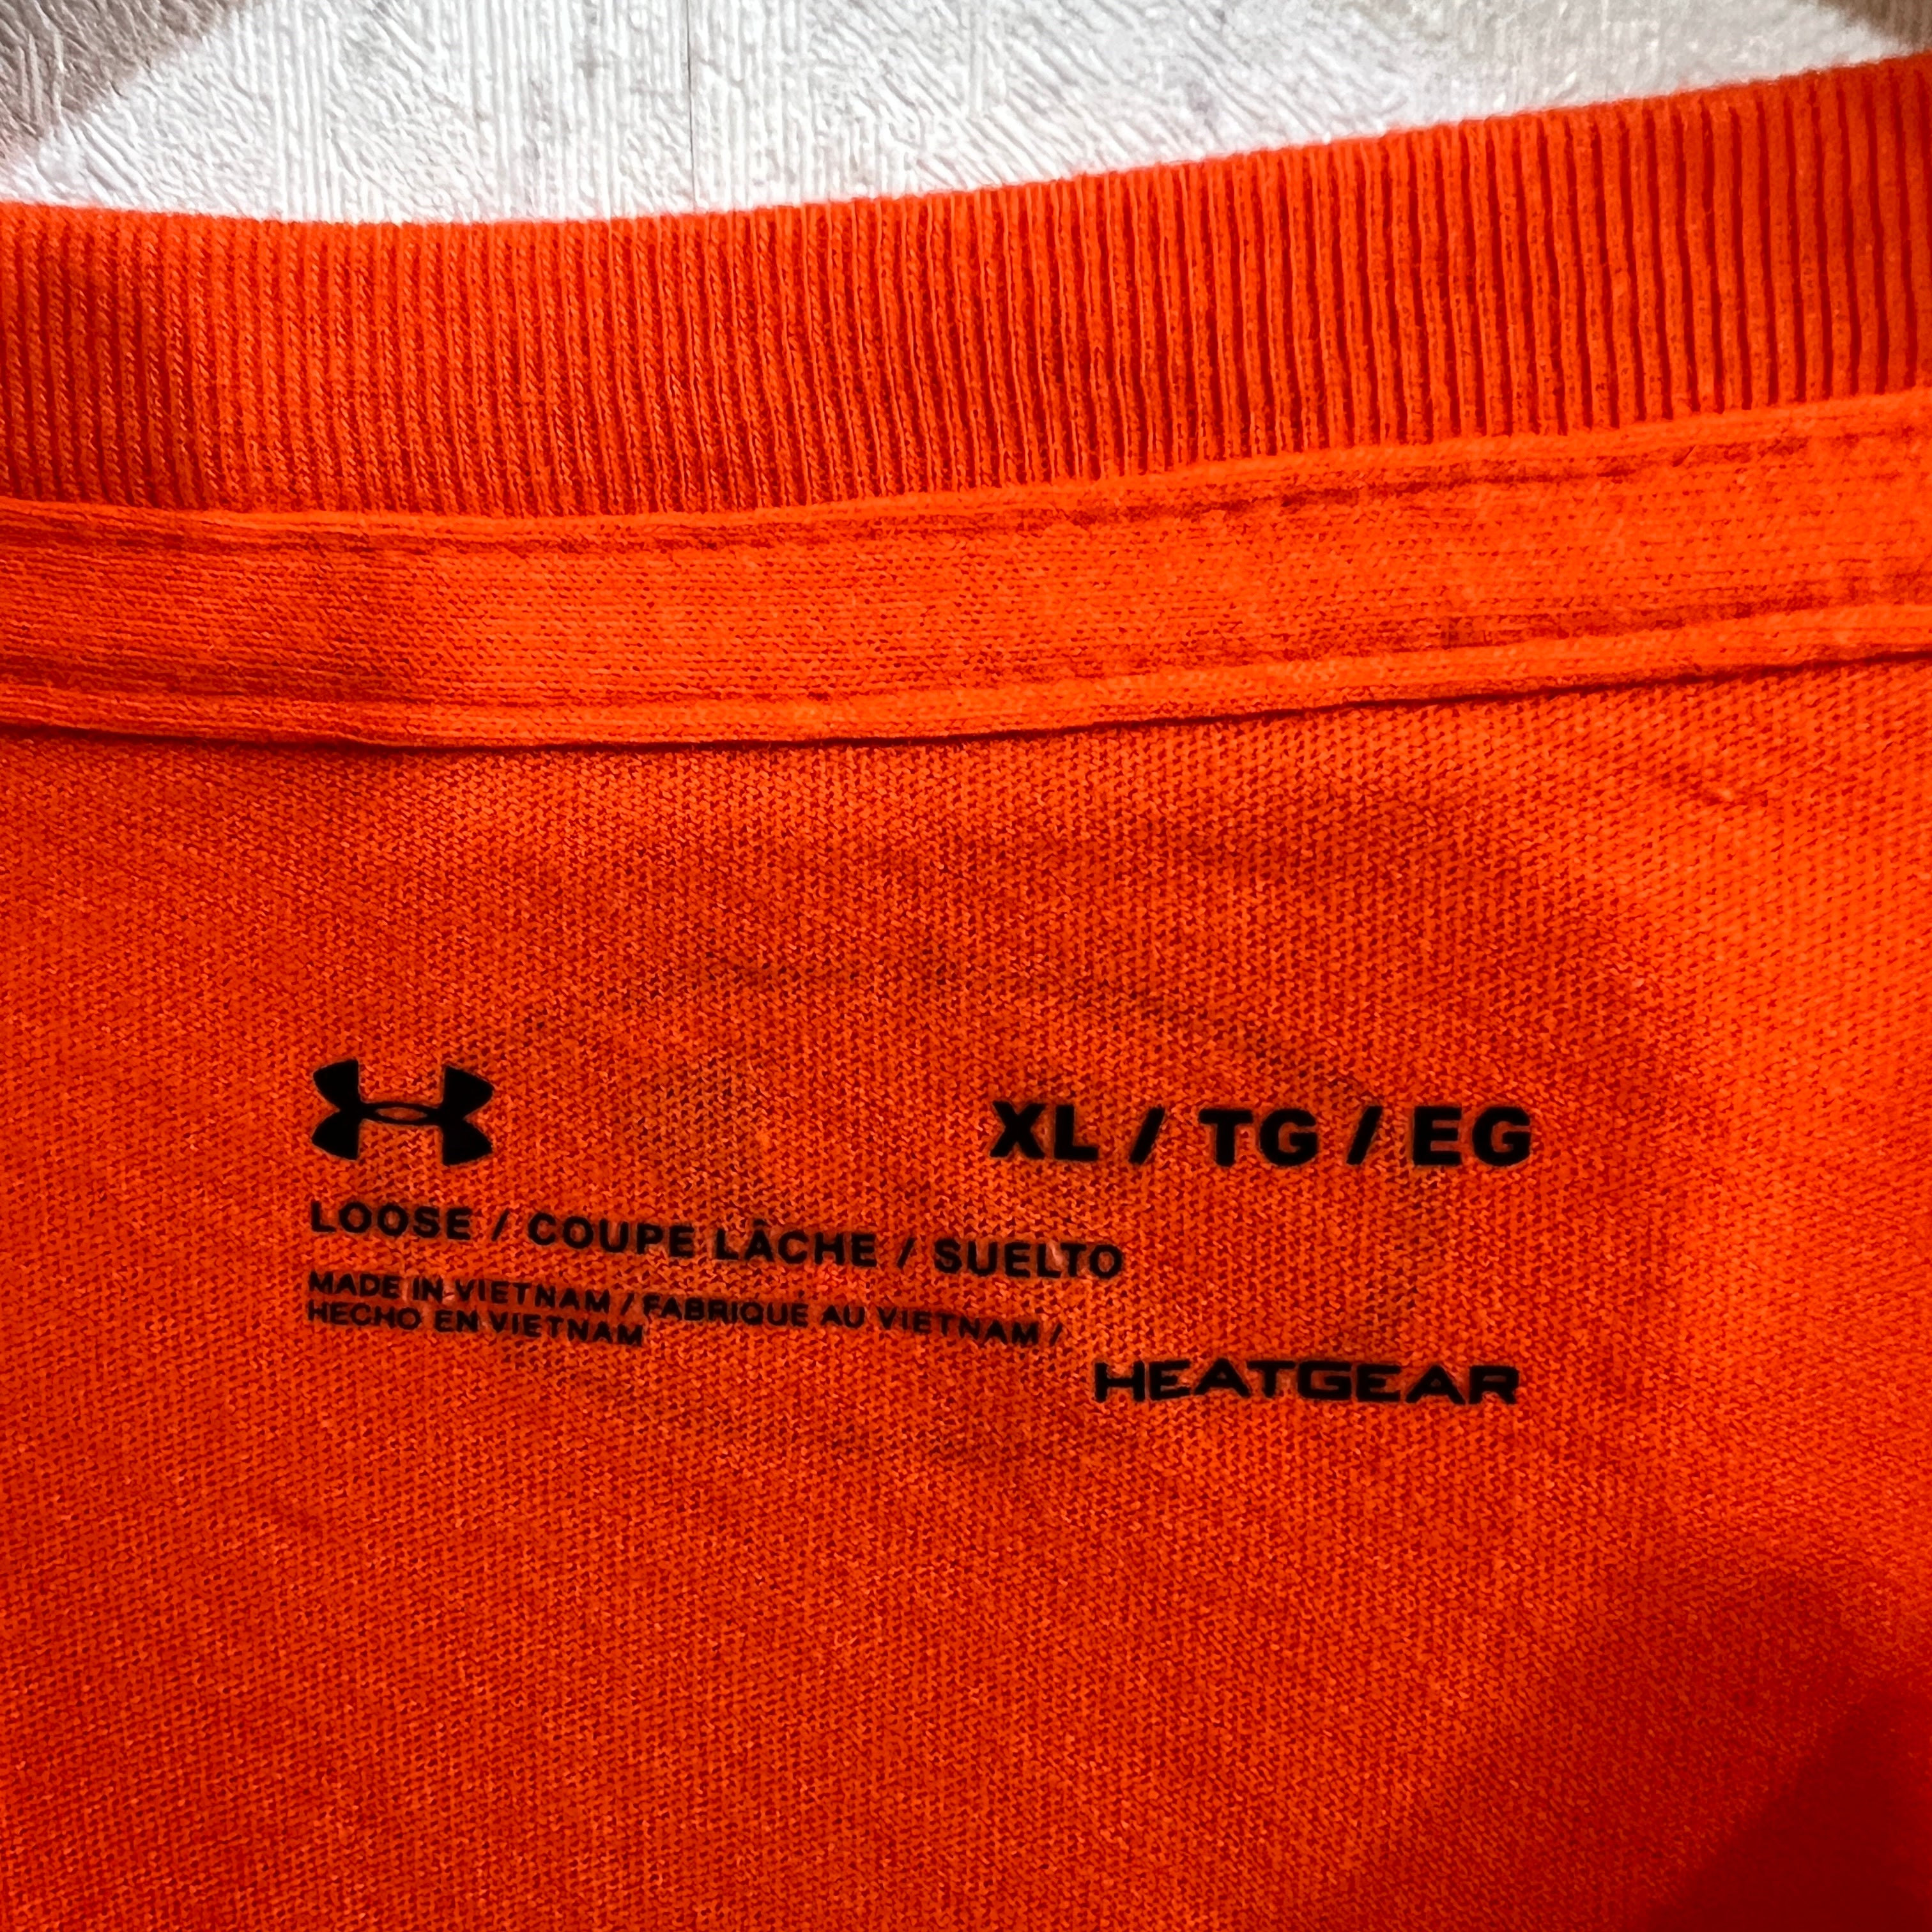 XL / TG / EG
LOOSE / COUPE LÂCHE / SUELTO
MADE IN VIETNAM / FABRIQUÉ AU VIETNAM /
HECHO EN VIETNAM
HEATGEAR